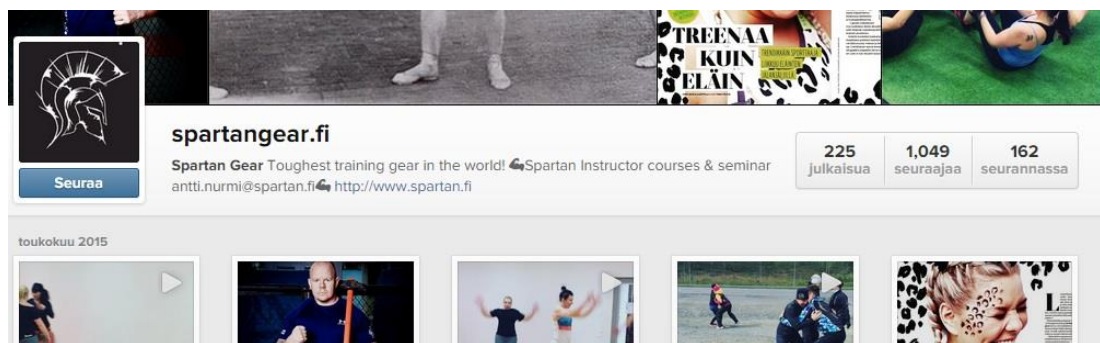 TREENAA
KUIN
ELÄIN
spartangear.fi
Spartan Gear Toughest training gear in the world! 💪Spartan Instructor courses & seminar
antti.nurmi@spartan.fi💪 http://www.spartan.fi
Seuraa
225
julkaisua
1,049
seuraajaa
162
seurannassa
toukokuu 2015